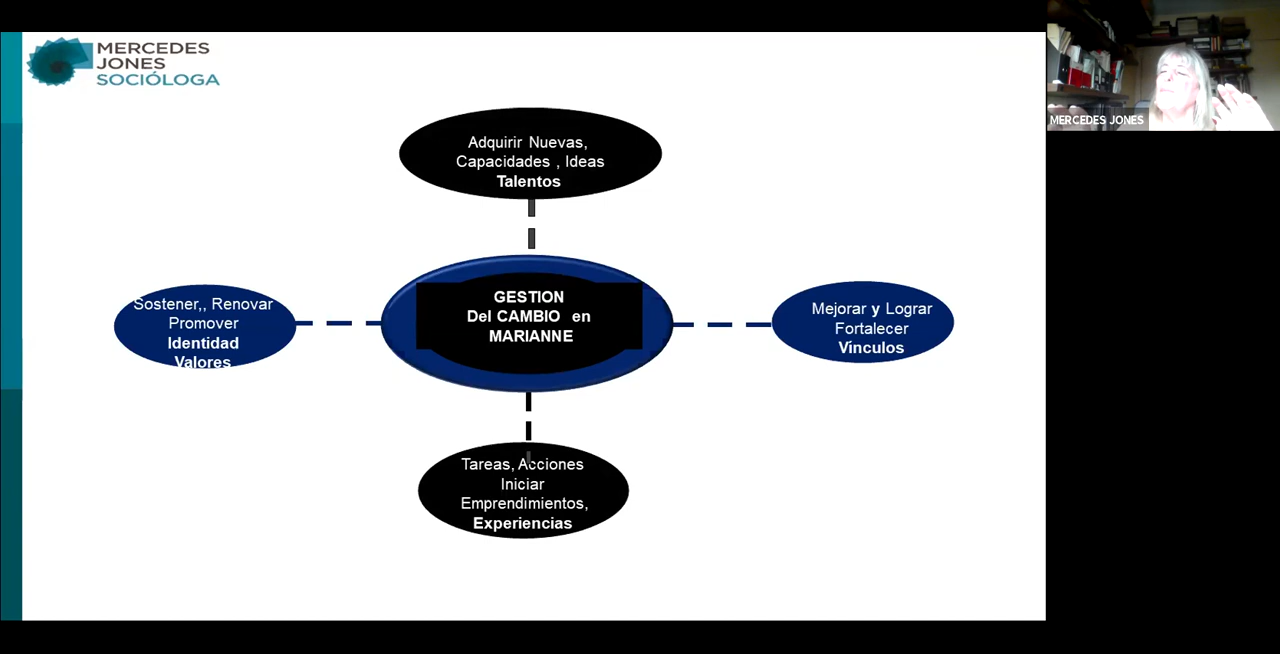 MERCEDES
JONES
SOCIÓLOGA
MERCEDES JONES
Adquirir Nuevas,
Capacidades , Ideas
Talentos
Sostener,, Renovar
Promover
Identidad
Valores
GESTION
Del CAMBIO en
MARIANNE
Mejorar y Lograr
Fortalecer
Vínculos
Tareas, Acciones
Iniciar
Emprendimientos,
Experiencias